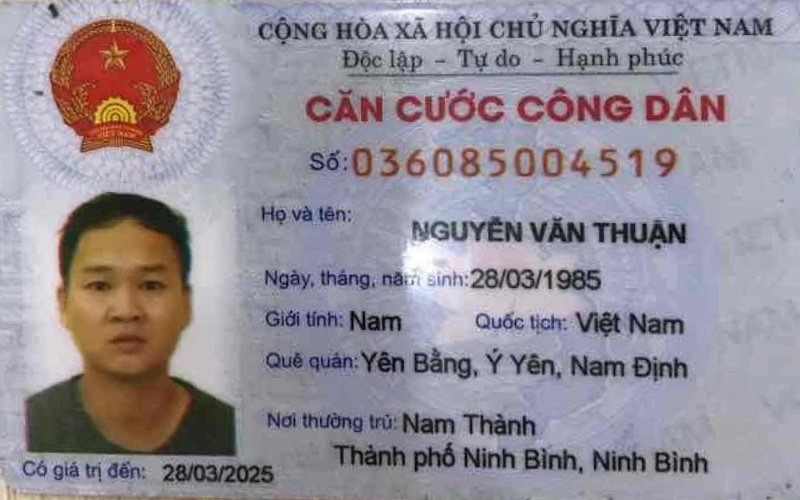 CỘNG HÒA XÃ HỘI CHỦ NGHĨA VIỆT NAM
Độc lập - Tự do - Hạnh phúc
CĂN CƯỚC CÔNG DÂN
Số: 036085004519
Họ và tên: NGUYỄN VĂN THUẬN
Ngày, tháng, năm sinh: 28/03/1985
Giới tính: Nam Quốc tịch: Việt Nam
Quê quán: Yên Bằng, Ý Yên, Nam Định
Nơi thường trú: Nam Thành
Thành phố Ninh Bình, Ninh Bình
Có giá trị đến: 28/03/2025